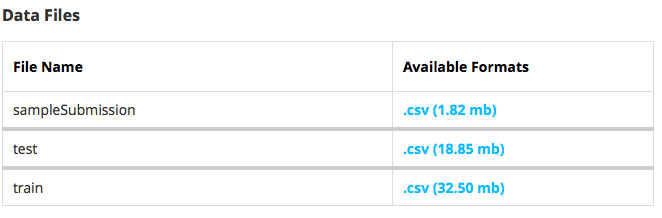 Data Files
File Name Available Formats
sampleSubmission .csv (1.82 mb)
test .csv (18.85 mb)
train .csv (32.50 mb)